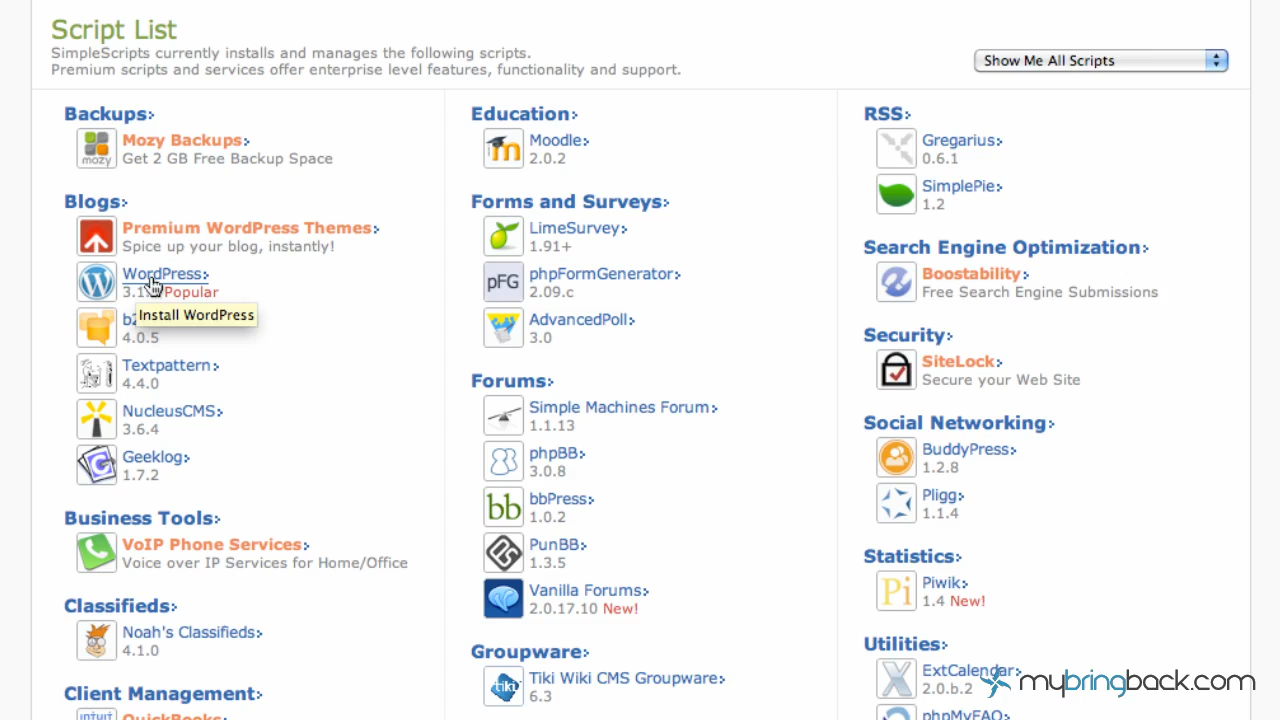 Script List
SimpleScripts currently installs and manages the following scripts.
Premium scripts and services offer enterprise level features, functionality and support.
Show Me All Scripts
Backups
mozy
Mozy Backups
Get 2 GB Free Backup Space
Blogs
Premium WordPress Themes
Spice up your blog, instantly!
WordPress
Popular
Install WordPress
4.0.5
Textpattern
4.4.0
NucleusCMS
3.6.4
Geeklog
1.7.2
Business Tools
VoIP Phone Services
Voice over IP Services for Home/Office
Classifieds
Noah's Classifieds
4.1.0
Client Management
intuit
QuickBooks
Education
m
Moodle
2.0.2
Forms and Surveys
LimeSurvey
1.91+
pFG
phpFormGenerator
2.09.c
AdvancedPoll
3.0
Forums
Simple Machines Forum
1.1.13
phpBB
3.0.8
bb
bbPress
1.0.2
PunBB
1.3.5
Vanilla Forums
2.0.17.10 New!
Groupware
tiki
Tiki Wiki CMS Groupware
6.3
RSS
Gregarius
0.6.1
SimplePie
1.2
Search Engine Optimization
Boostability
Free Search Engine Submissions
Security
SiteLock
Secure your Web Site
Social Networking
BuddyPress
1.2.8
Pligg
1.1.4
Statistics
Pi
Piwik
1.4 New!
Utilities
X
ExtCalendar
2.0.b.2
phpMyFAQ
mybringback.com